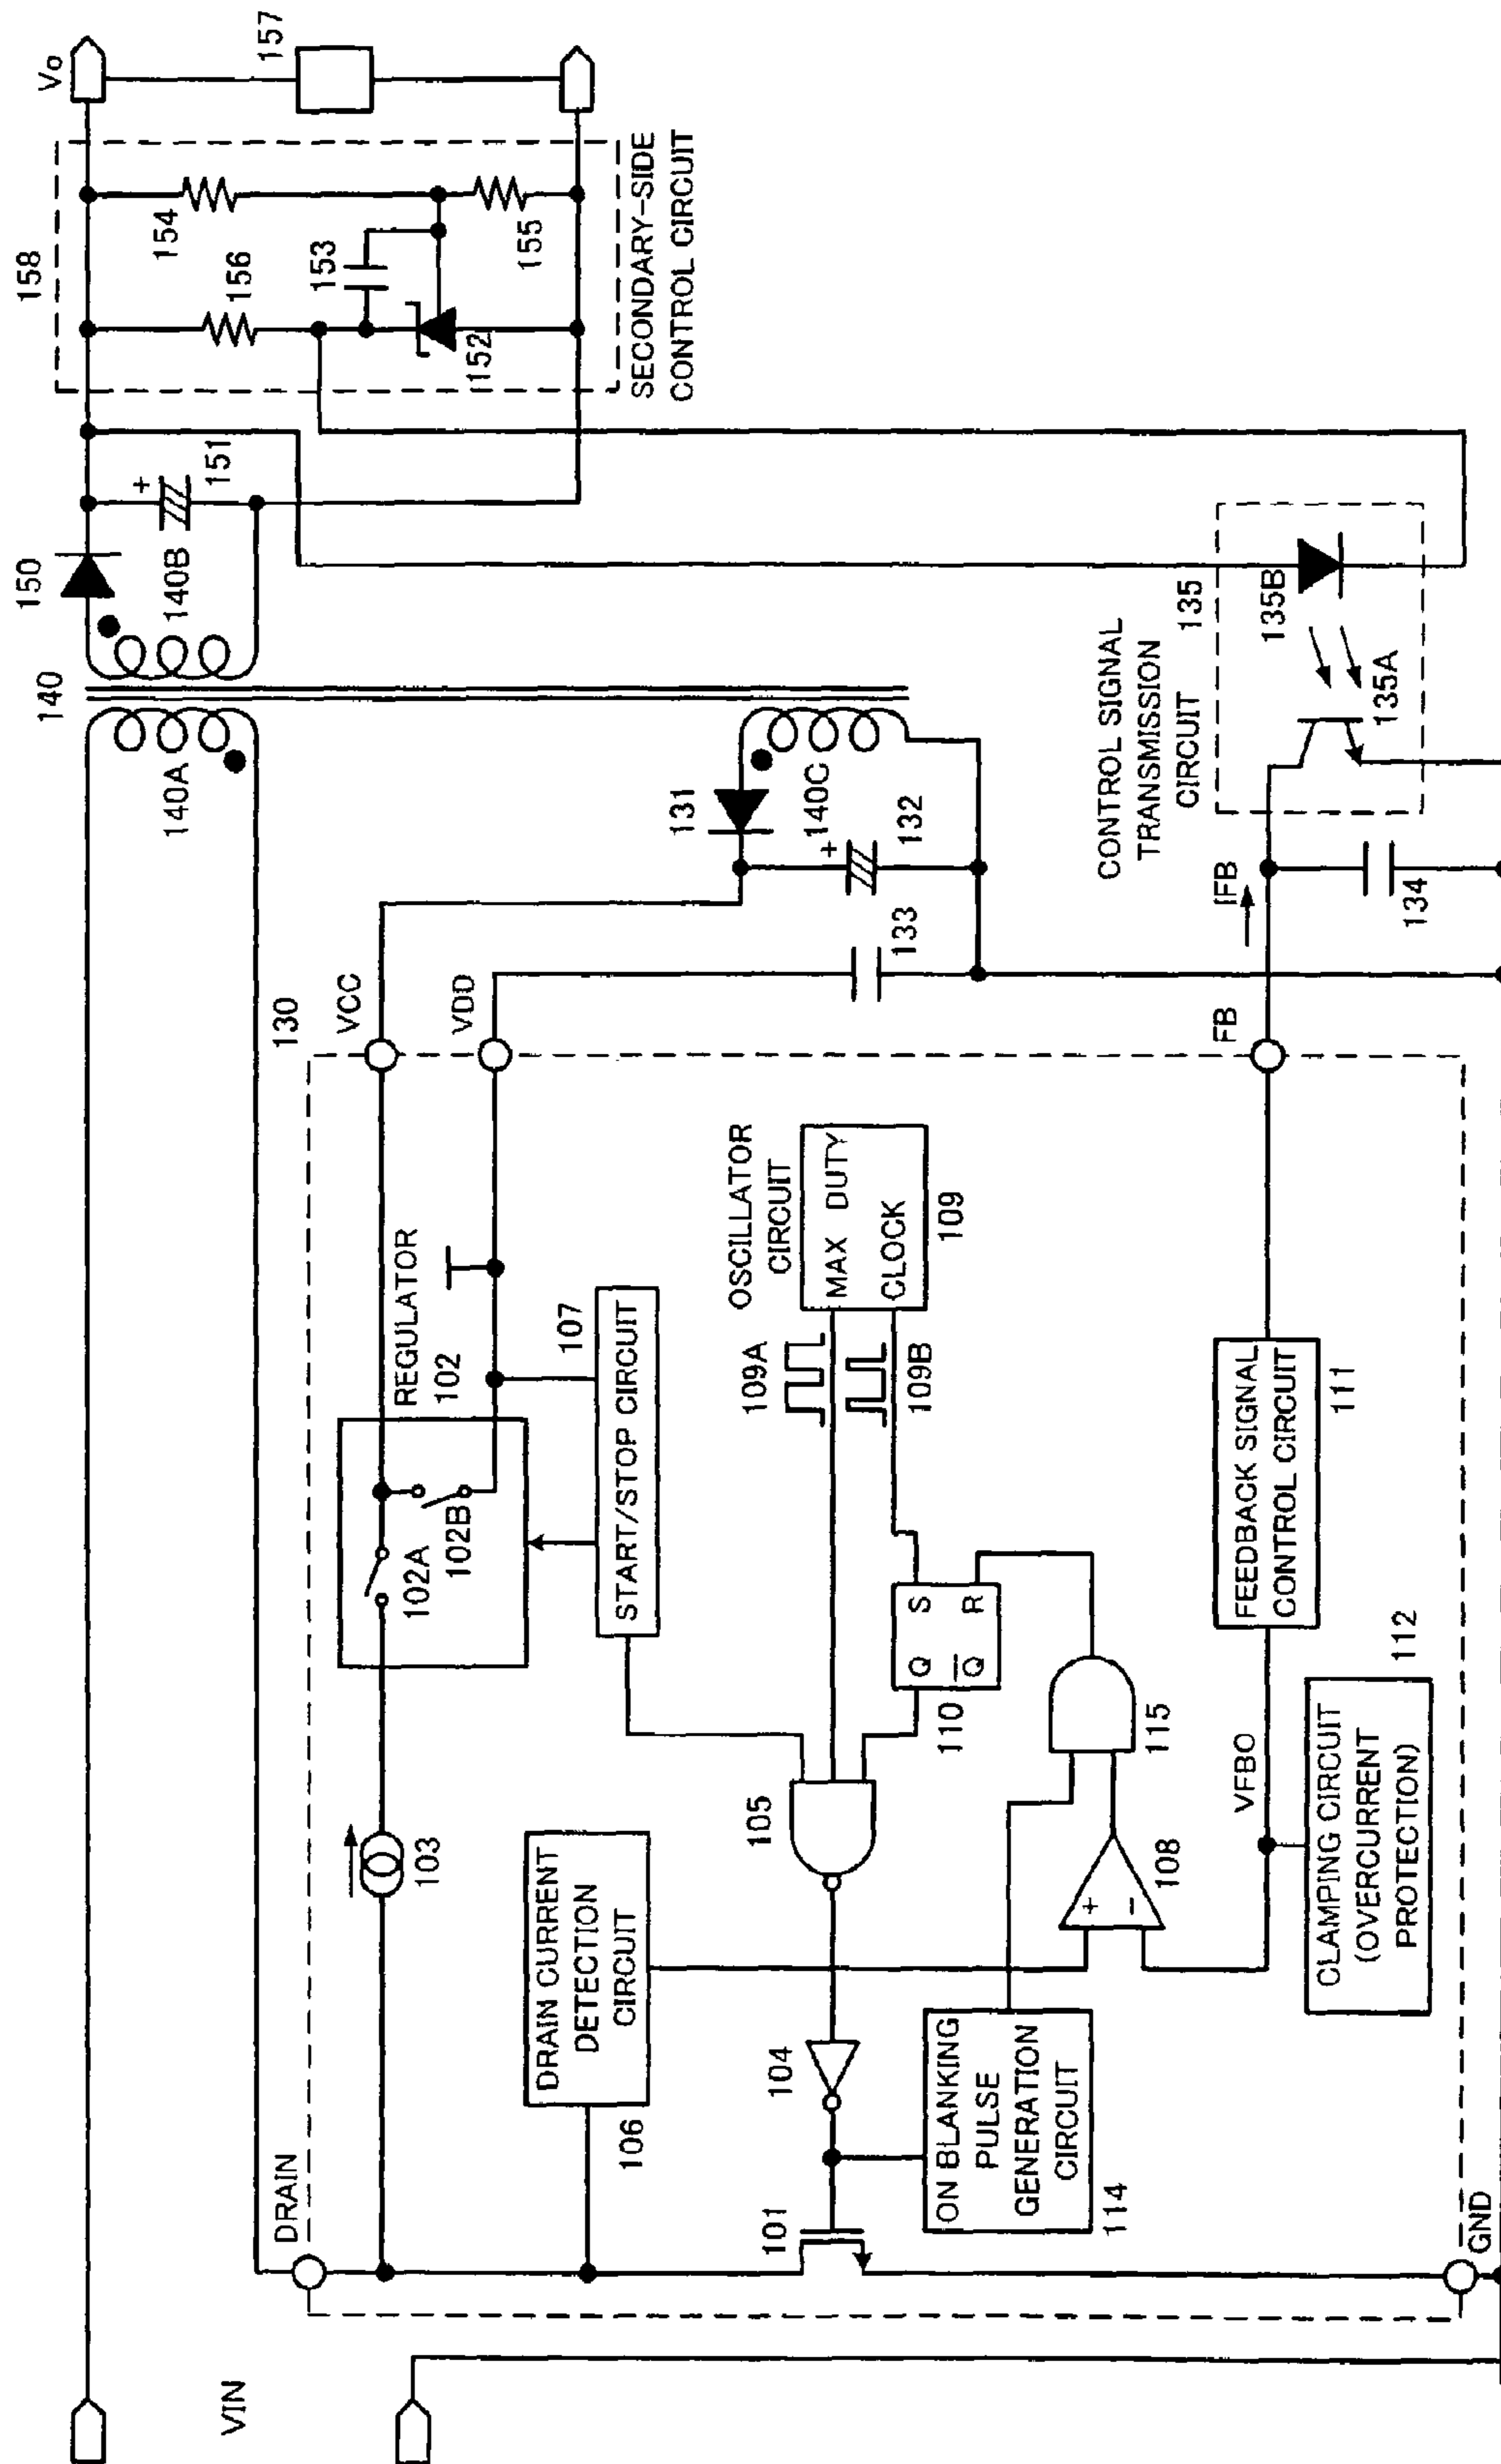 VIN
140A
140
140B
150
151
158
156
154
153
152
155
SECONDARY-SIDE
CONTROL CIRCUIT
Vo
157
DRAIN
130
103
102A
102B
REGULATOR
102
VCC
VDD
131
140C
132
133
106
DRAIN CURRENT
DETECTION
CIRCUIT
START/STOP CIRCUIT
107
101
104
105
109A
109B
OSCILLATOR
CIRCUIT
MAX DUTY
CLOCK
109
ON BLANKING
PULSE
GENERATION
CIRCUIT
114
+
-
108
110
Q
S
Q
R
115
VFBO
CLAMPING CIRCUIT
(OVERCURRENT
PROTECTION)
112
FEEDBACK SIGNAL
CONTROL CIRCUIT
111
FB
IFB
134
CONTROL SIGNAL
TRANSMISSION
CIRCUIT
135
135B
135A
GND
+
+